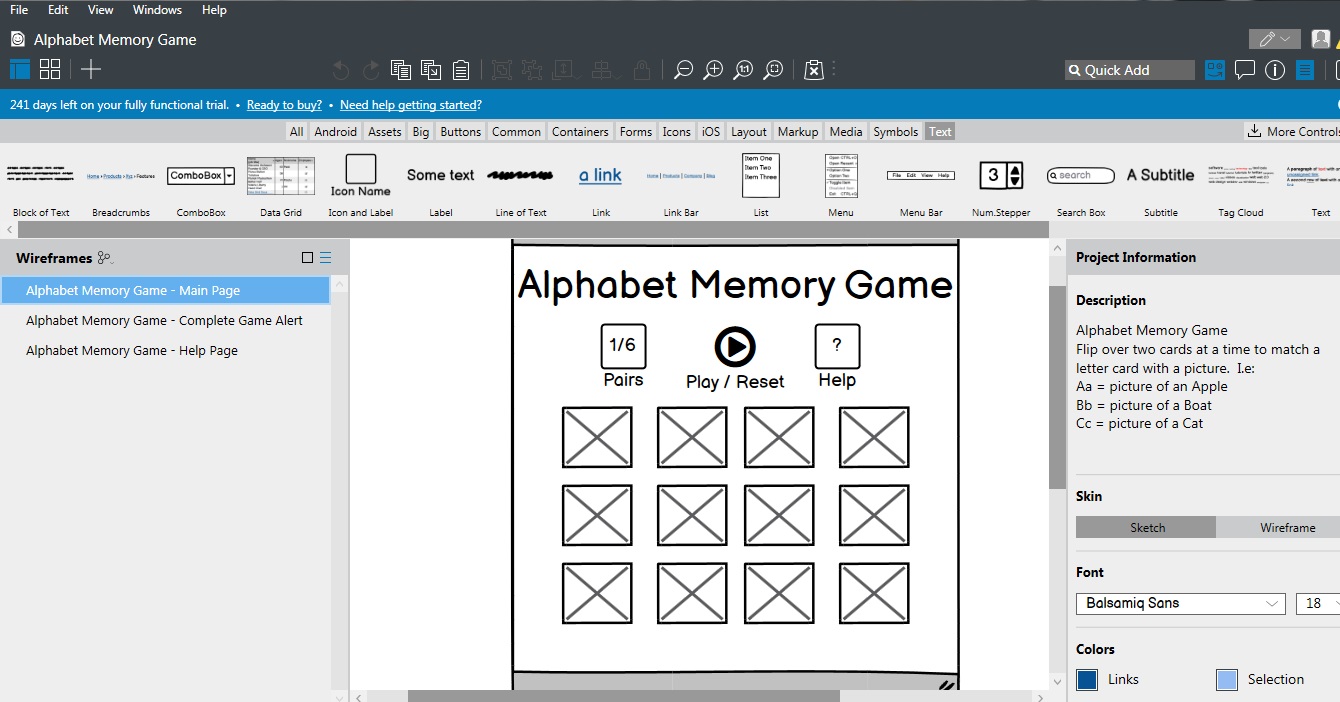 File Edit View Windows Help
Alphabet Memory Game
Quick Add
241 days left on your fully functional trial. • Ready to buy? • Need help getting started?
All Android Assets Big Buttons Common Containers Forms Icons iOS Layout Markup Media Symbols Text
More Controls
ComboBox
Icon Name
Some text
a link
Home | Products | Company | Blog
Item One
Item Two
Item Three
File Edit View Help
3
search
A Subtitle
Block of Text Breadcrumbs ComboBox Data Grid Icon and Label Label Line of Text Link Link Bar List Menu Menu Bar Num.Stepper Search Box Subtitle Tag Cloud Text
Wireframes
Alphabet Memory Game - Main Page
Alphabet Memory Game - Complete Game Alert
Alphabet Memory Game - Help Page
Alphabet Memory Game
1/6
?
Pairs
Play / Reset
Help
Project Information
Description
Alphabet Memory Game
Flip over two cards at a time to match a
letter card with a picture. I.e:
Aa = picture of an Apple
Bb = picture of a Boat
Cc = picture of a Cat
Skin
Sketch Wireframe
Font
Balsamiq Sans 18
Colors
Links Selection